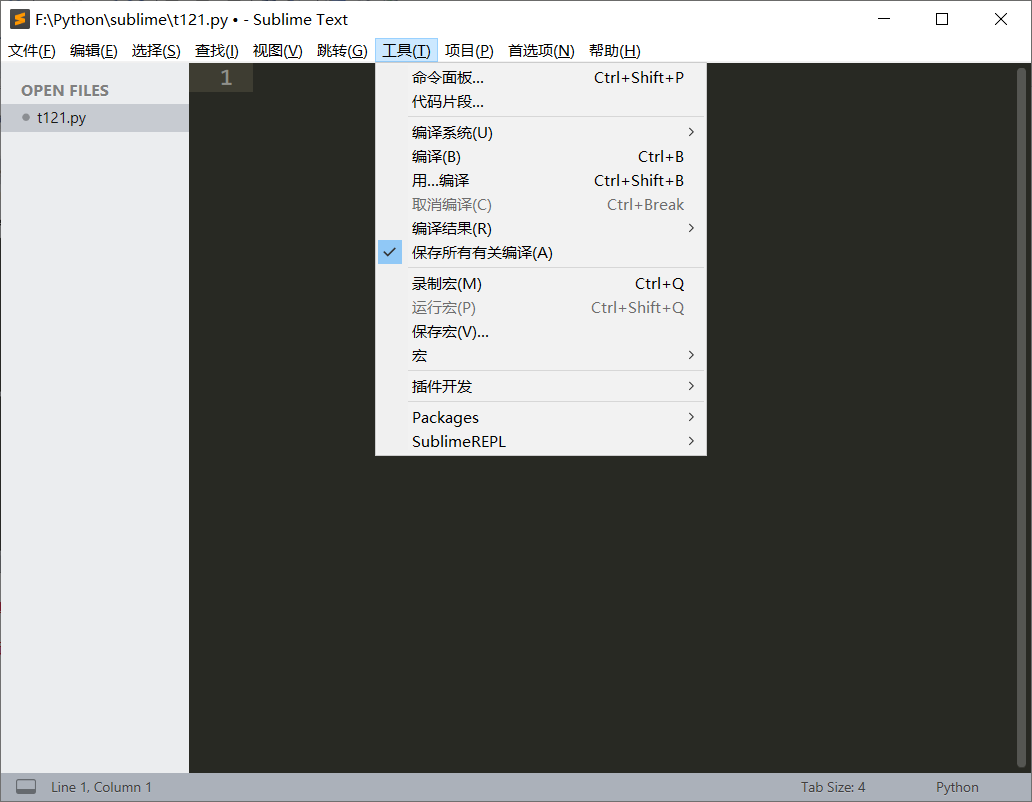 F:\Python\sublime\t121.py • - Sublime Text
文件(F) 编辑(E) 选择(S) 查找(I) 视图(V) 跳转(G) 工具(T) 项目(P) 首选项(N) 帮助(H)
OPEN FILES
t121.py
1
命令面板... Ctrl+Shift+P
代码片段...
编译系统(U)
编译(B) Ctrl+B
用...编译 Ctrl+Shift+B
取消编译(C) Ctrl+Break
编译结果(R)
保存所有有关编译(A)
录制宏(M) Ctrl+Q
运行宏(P) Ctrl+Shift+Q
保存宏(V)...
宏
插件开发
Packages
SublimeREPL
Line 1, Column 1 Tab Size: 4 Python